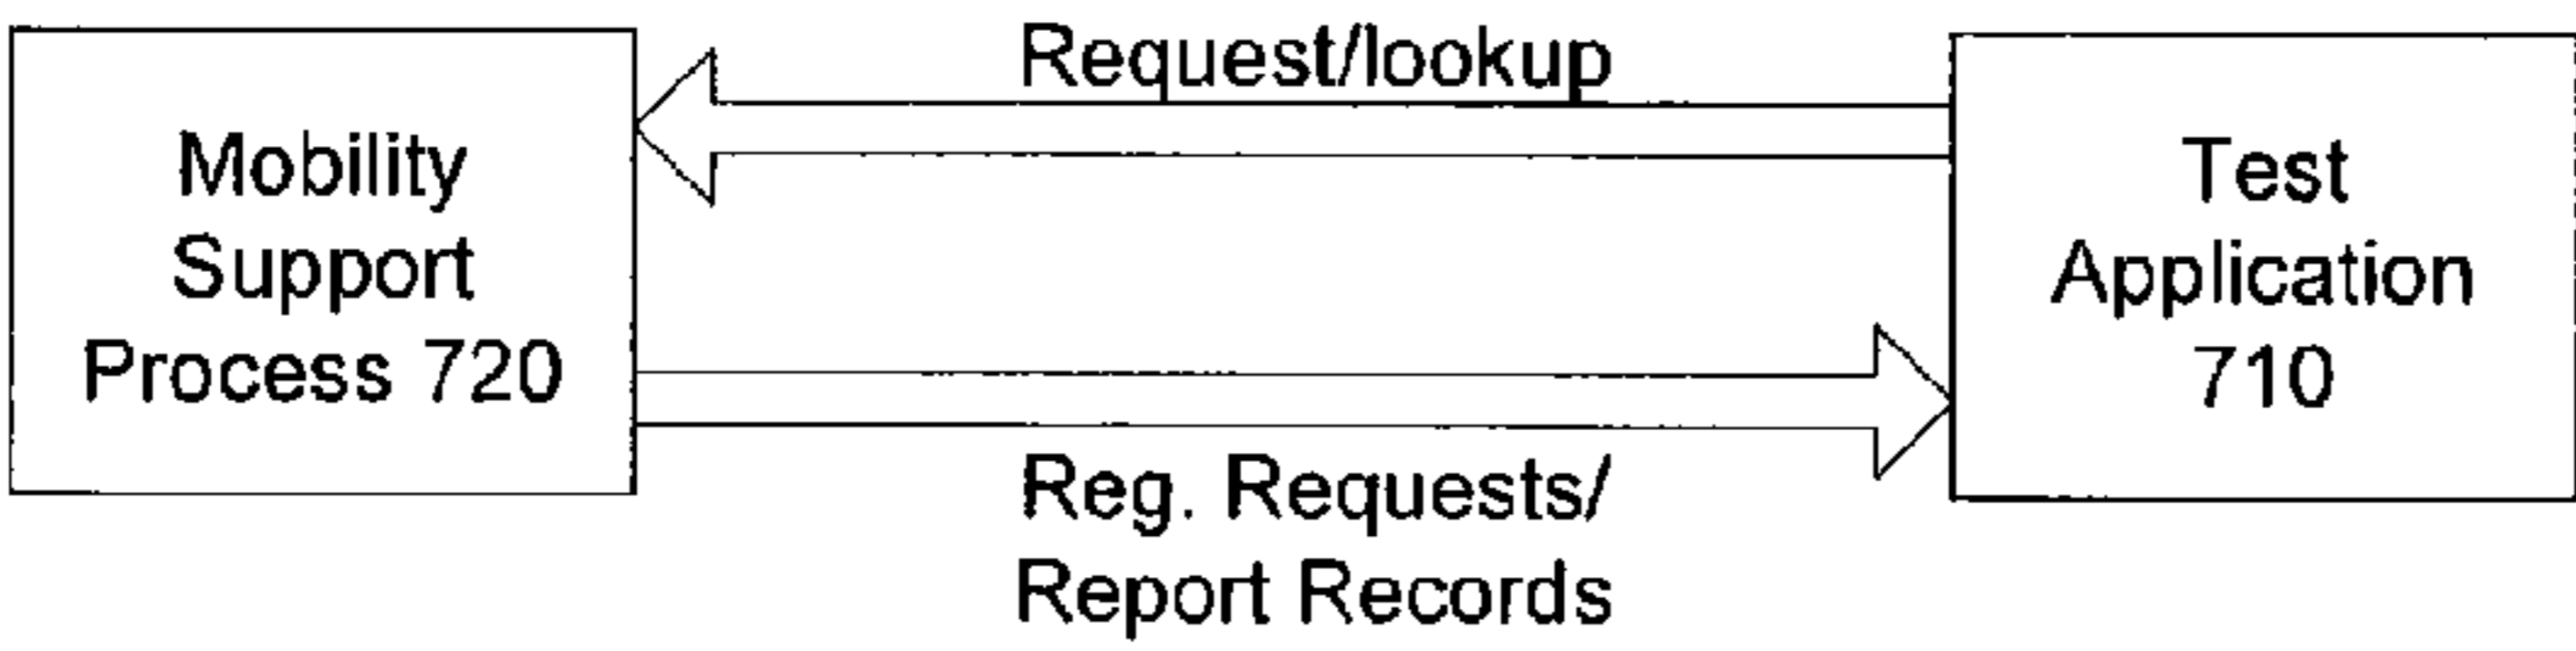 Request/lookup
Mobility
Support
Process 720
Test
Application
710
Reg. Requests/
Report Records